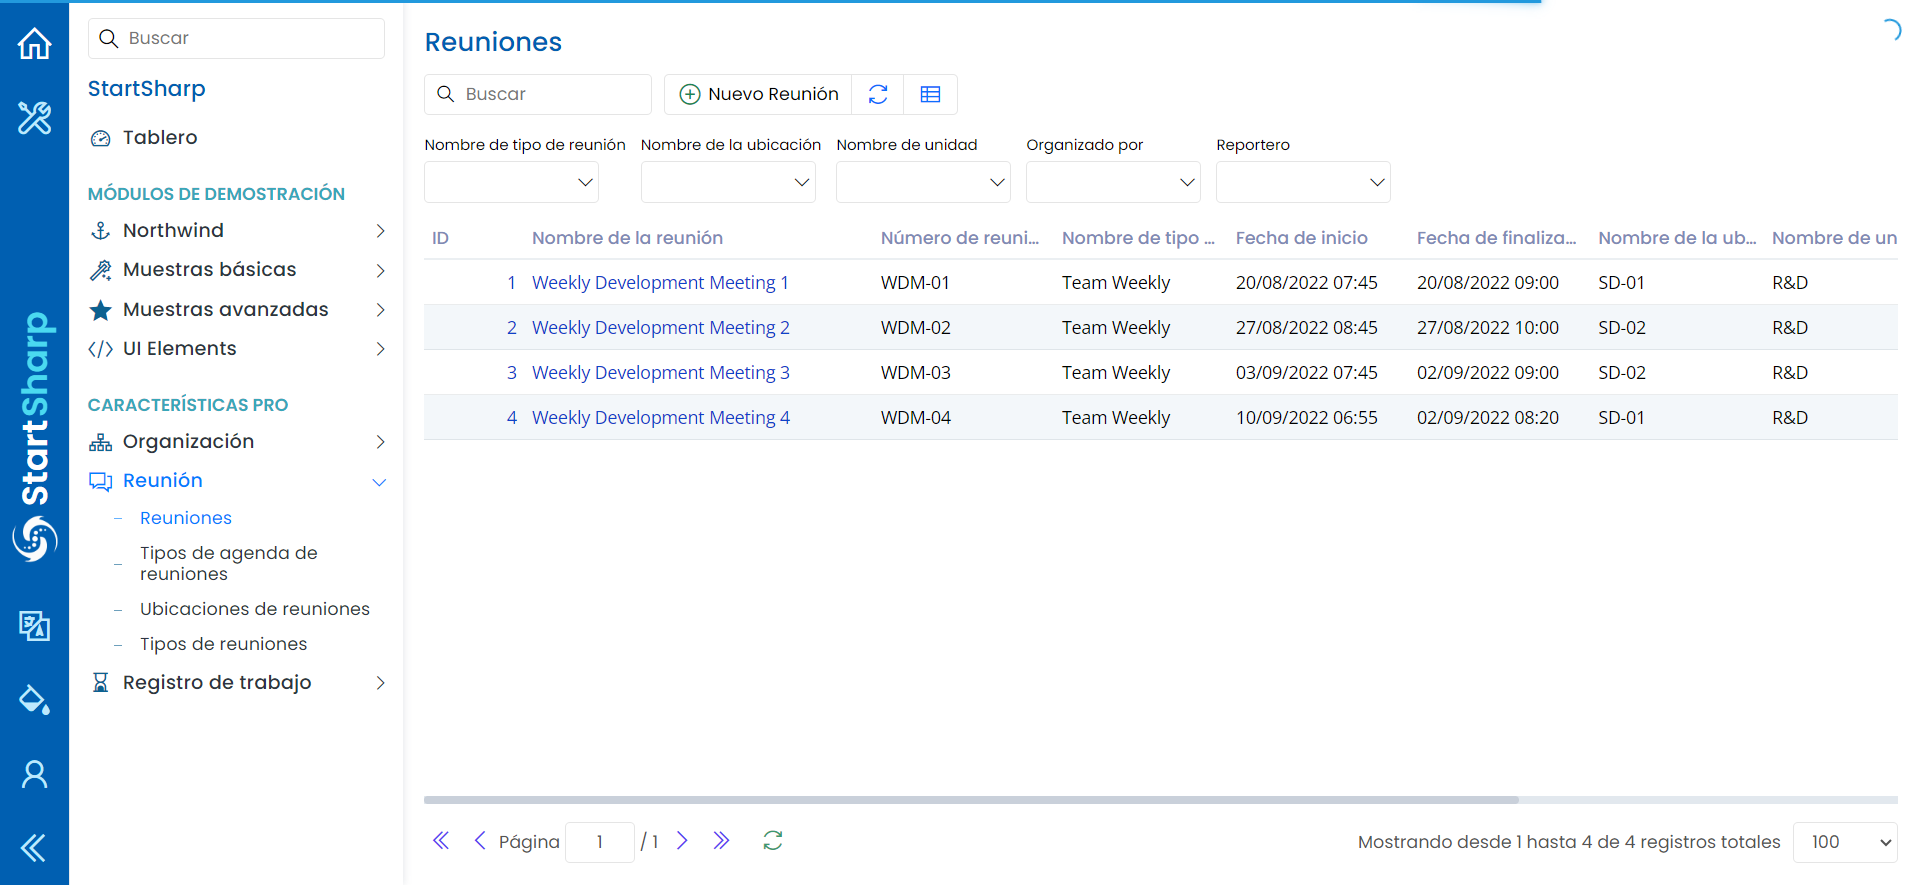 StartSharp
Buscar
StartSharp
Tablero
MÓDULOS DE DEMOSTRACIÓN
Northwind
Muestras básicas
Muestras avanzadas
UI Elements
CARACTERÍSTICAS PRO
Organización
Reunión
Reuniones
Tipos de agenda de
reuniones
Ubicaciones de reuniones
Tipos de reuniones
Registro de trabajo
Reuniones
Buscar Nuevo Reunión
Nombre de tipo de reunión Nombre de la ubicación Nombre de unidad Organizado por Reportero
ID Nombre de la reunión Número de reuni... Nombre de tipo ... Fecha de inicio Fecha de finaliza... Nombre de la ub... Nombre de un
1 Weekly Development Meeting 1 WDM-01 Team Weekly 20/08/2022 07:45 20/08/2022 09:00 SD-01 R&D
2 Weekly Development Meeting 2 WDM-02 Team Weekly 27/08/2022 08:45 27/08/2022 10:00 SD-02 R&D
3 Weekly Development Meeting 3 WDM-03 Team Weekly 03/09/2022 07:45 02/09/2022 09:00 SD-02 R&D
4 Weekly Development Meeting 4 WDM-04 Team Weekly 10/09/2022 06:55 02/09/2022 08:20 SD-01 R&D
Página 1 / 1 Mostrando desde 1 hasta 4 de 4 registros totales 100